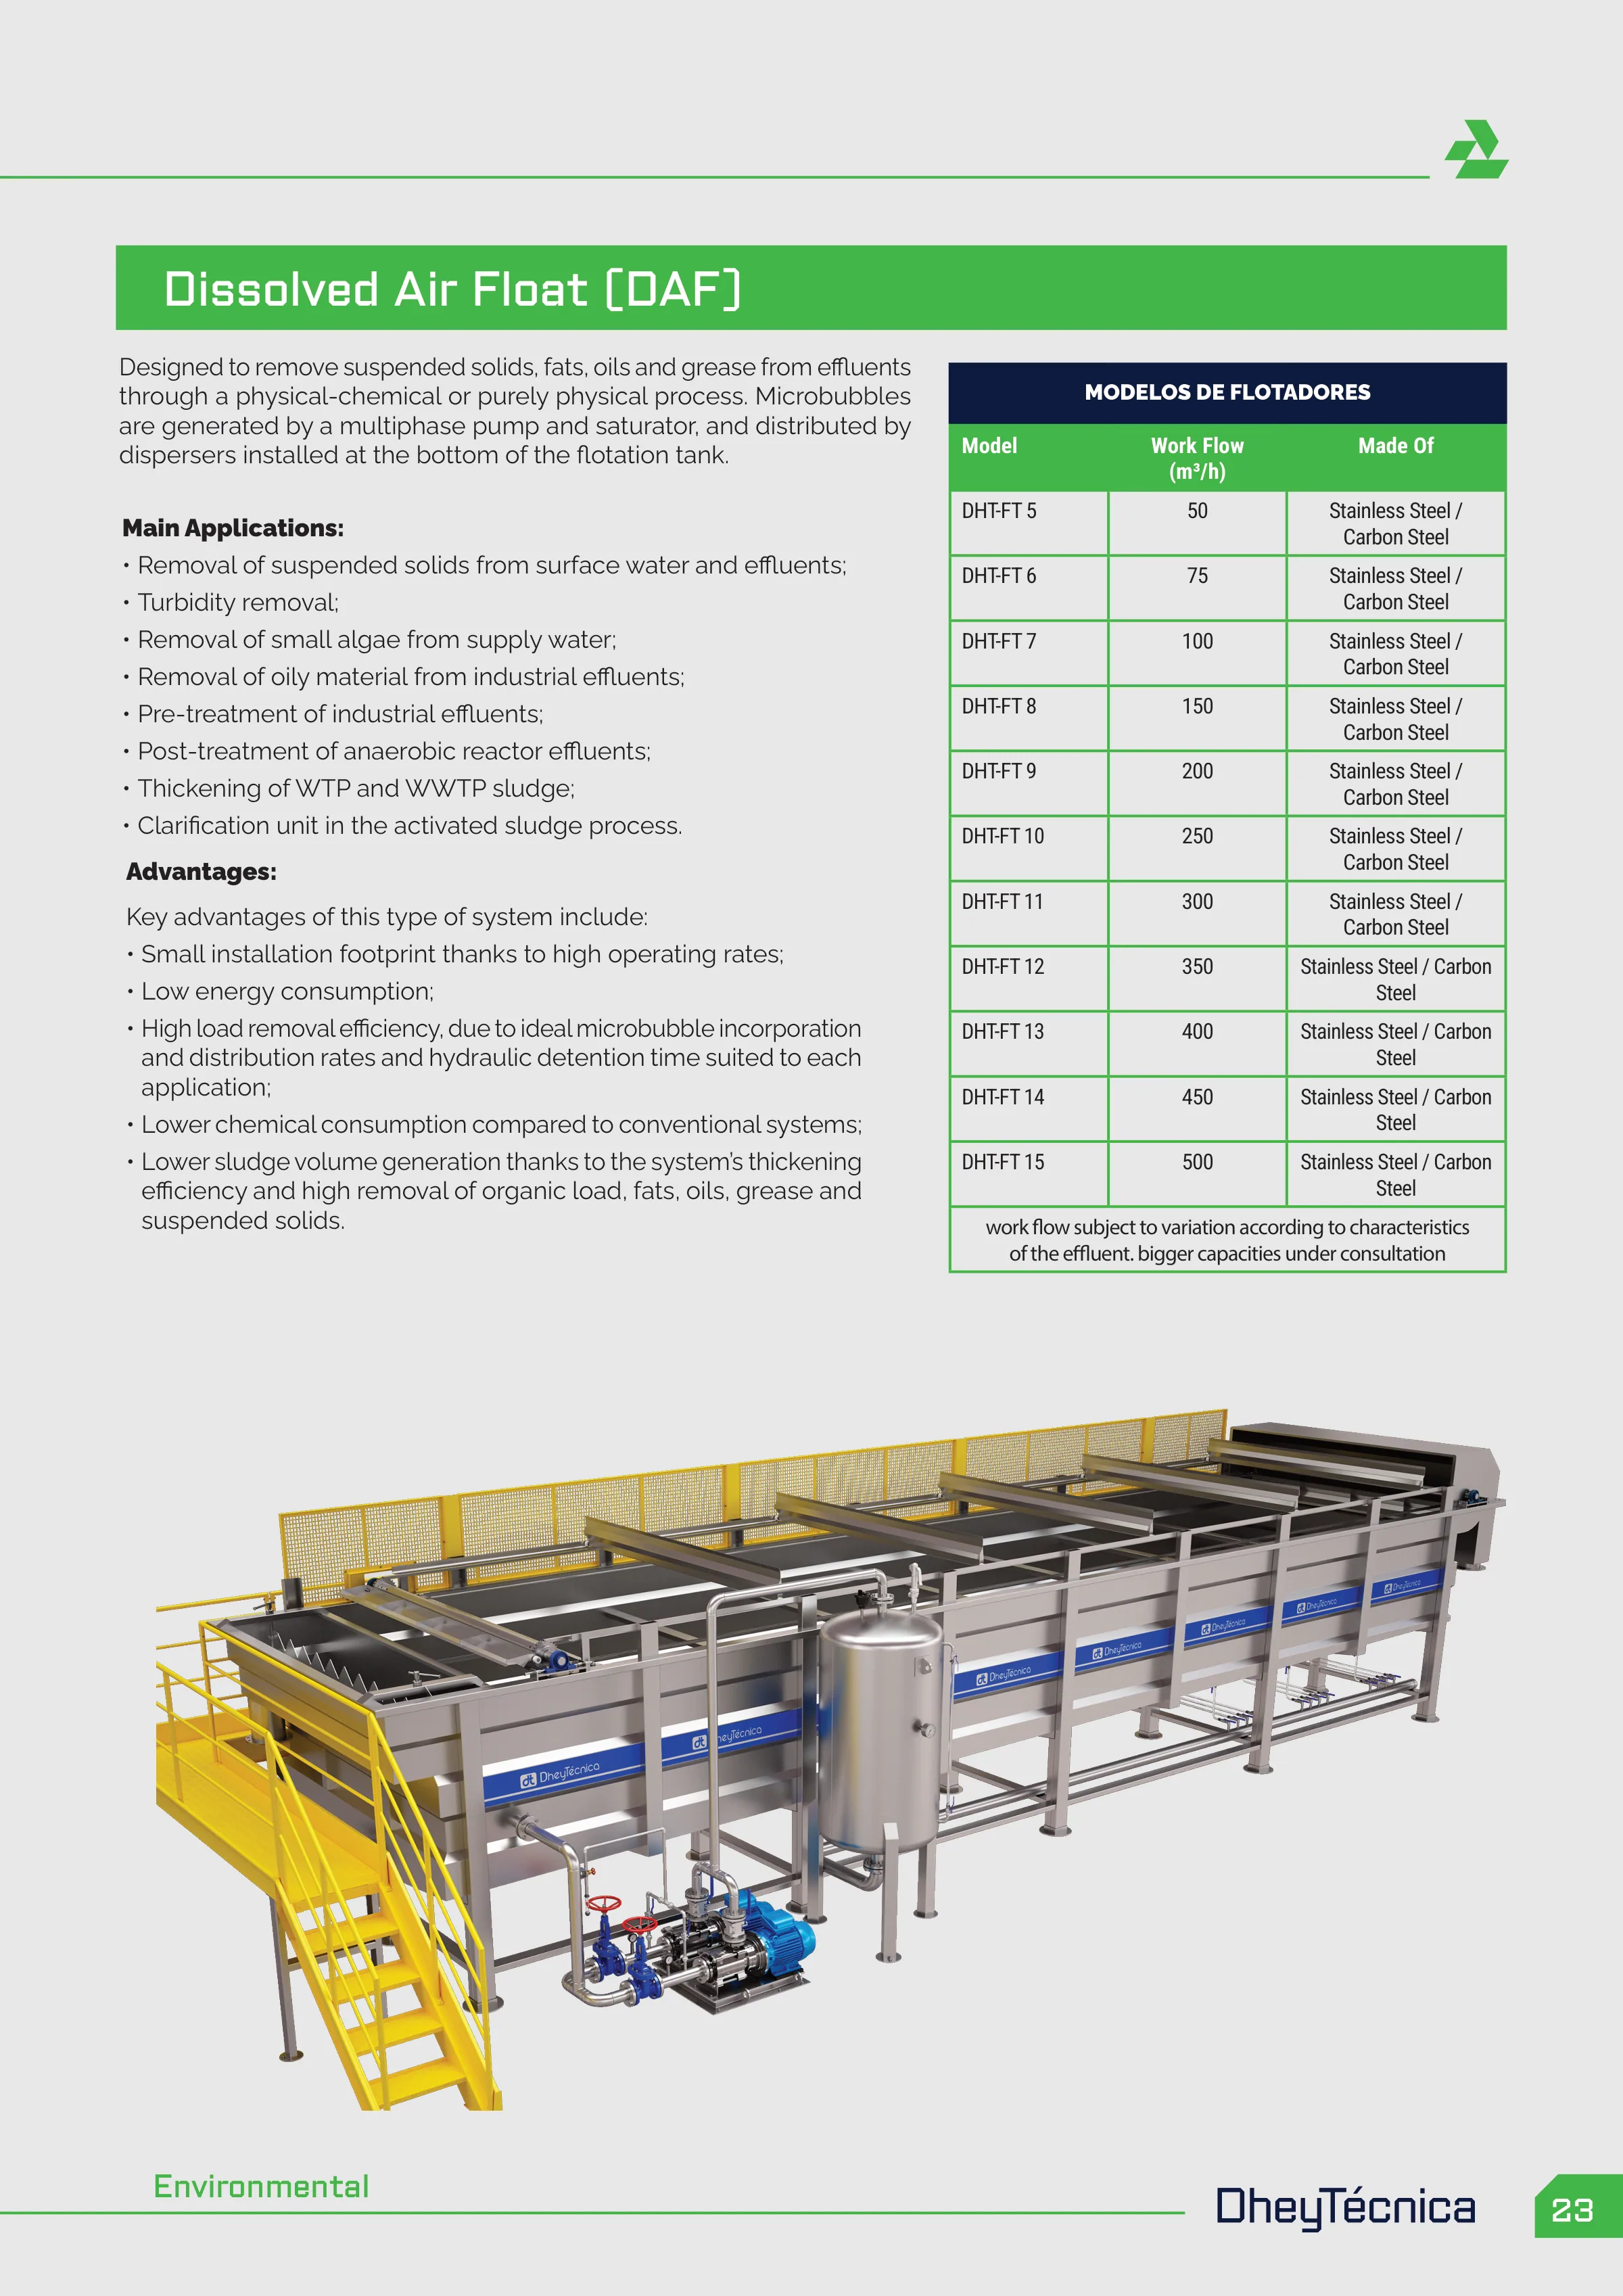 Dissolved Air Float (DAF)
Designed to remove suspended solids, fats, oils and grease from effluents
through a physical-chemical or purely physical process. Microbubbles
are generated by a multiphase pump and saturator, and distributed by
dispersers installed at the bottom of the flotation tank.
Main Applications:
• Removal of suspended solids from surface water and effluents;
• Turbidity removal;
• Removal of small algae from supply water;
• Removal of oily material from industrial effluents;
• Pre-treatment of industrial effluents;
• Post-treatment of anaerobic reactor effluents;
• Thickening of WTP and WWTP sludge;
• Clarification unit in the activated sludge process.
Advantages:
Key advantages of this type of system include:
• Small installation footprint thanks to high operating rates;
• Low energy consumption;
• High load removal efficiency, due to ideal microbubble incorporation
and distribution rates and hydraulic detention time suited to each
application;
• Lower chemical consumption compared to conventional systems;
• Lower sludge volume generation thanks to the system's thickening
efficiency and high removal of organic load, fats, oils, grease and
suspended solids.
MODELOS DE FLOTADORES
Model Work Flow Made Of
(m³/h)
DHT-FT 5 50 Stainless Steel /
Carbon Steel
DHT-FT 6 75 Stainless Steel /
Carbon Steel
DHT-FT 7 100 Stainless Steel /
Carbon Steel
DHT-FT 8 150 Stainless Steel /
Carbon Steel
DHT-FT 9 200 Stainless Steel /
Carbon Steel
DHT-FT 10 250 Stainless Steel /
Carbon Steel
DHT-FT 11 300 Stainless Steel /
Carbon Steel
DHT-FT 12 350 Stainless Steel / Carbon
Steel
DHT-FT 13 400 Stainless Steel / Carbon
Steel
DHT-FT 14 450 Stainless Steel / Carbon
Steel
DHT-FT 15 500 Stainless Steel / Carbon
Steel
work flow subject to variation according to characteristics
of the effluent. bigger capacities under consultation
dt DheyTécnica
dt heyTécnica
dt DheyTécnica
dt DheyTécnica
dt DheyTécnica
dt DheyTécnica
dt DheyTécnica
Environmental
DheyTécnica
23